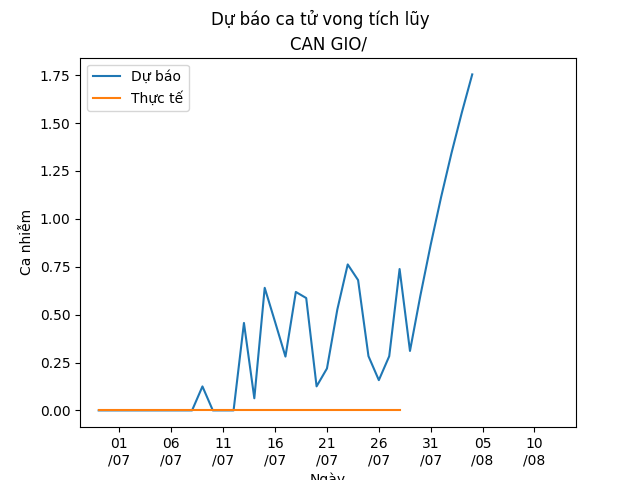 Dự báo ca tử vong tích lũy
CAN GIO/
Dự báo
Thực tế
Ca nhiễm
1.75
1.50
1.25
1.00
0.75
0.50
0.25
0.00
01 06 11 16 21 26 31 05 10
/07 /07 /07 /07 /07 /07 /07 /08 /08
Ngày